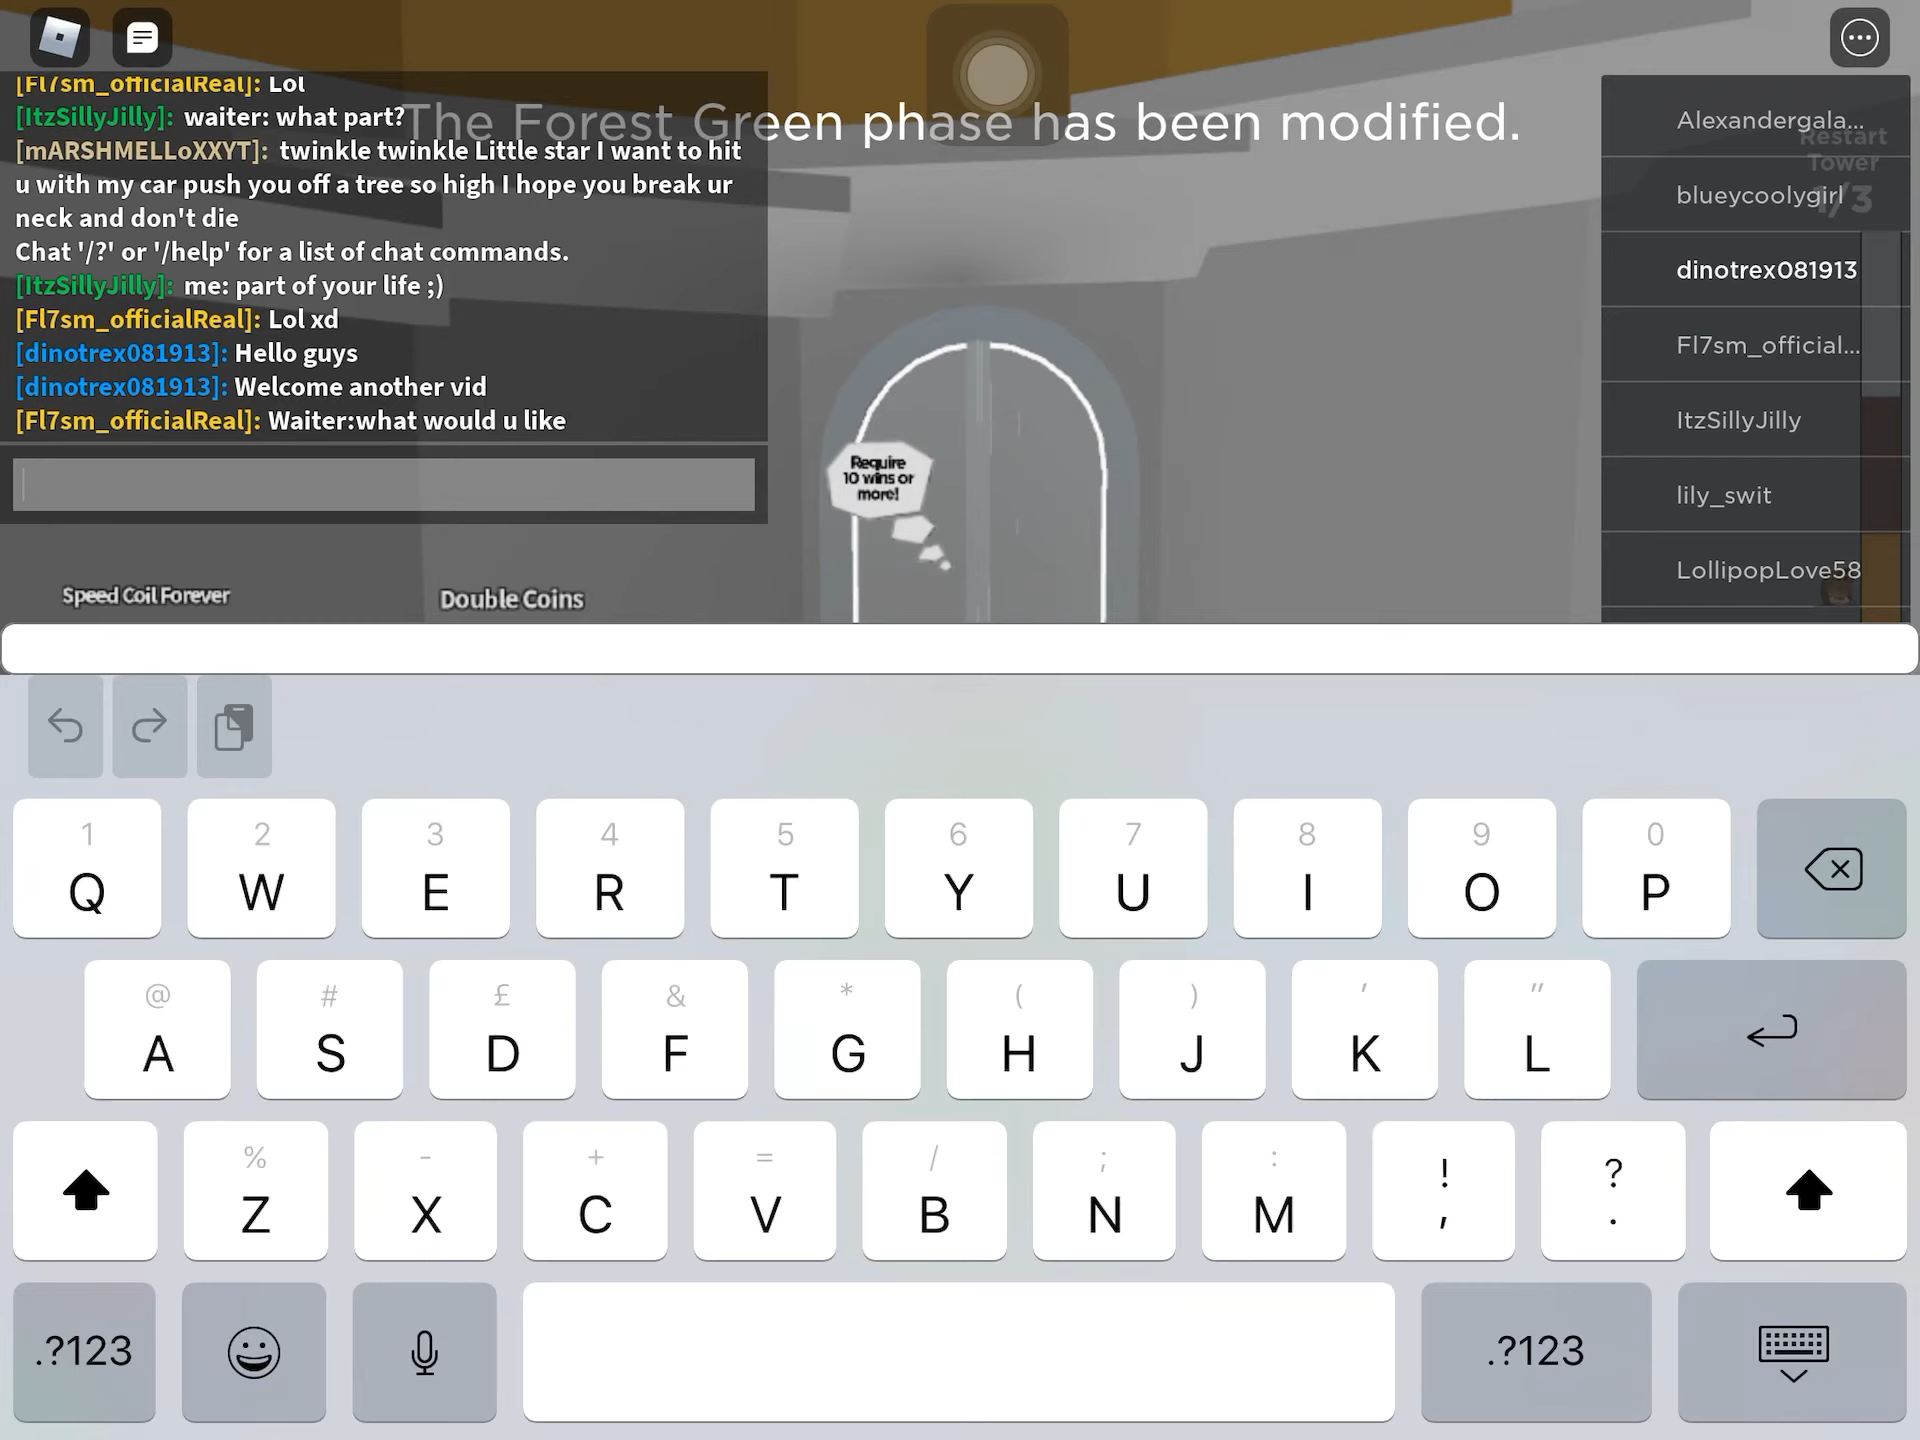 [Fl7sm_officialReal]: Lol
[ItzSillyJilly]: waiter: what part?
[mARSHMELLoXXYT]: twinkle twinkle Little star I want to hit
u with my car push you off a tree so high I hope you break ur
neck and don't die
Chat '/?' or '/help' for a list of chat commands.
[ItzSillyJilly]: me: part of your life ;)
[Fl7sm_officialReal]: Lol xd
[dinotrex081913]: Hello guys
[dinotrex081913]: Welcome another vid
[Fl7sm_officialReal]: Waiter:what would u like
The Forest Green phase has been modified.
Alexandergala...
Restart
Tower
1/3
blueycoolygirl
dinotrex081913
Fl7sm_official...
ItzSillyJilly
lily_swit
LollipopLove58
Require
10 wins or
more!
Speed Coil Forever
Double Coins
1 2 3 4 5 6 7 8 9 0
Q W E R T Y U I O P
@ # £ & * ( ) ' "
A S D F G H J K L
% - + = / ; : ! ?
Z X C V B N M , .
.?123 .?123